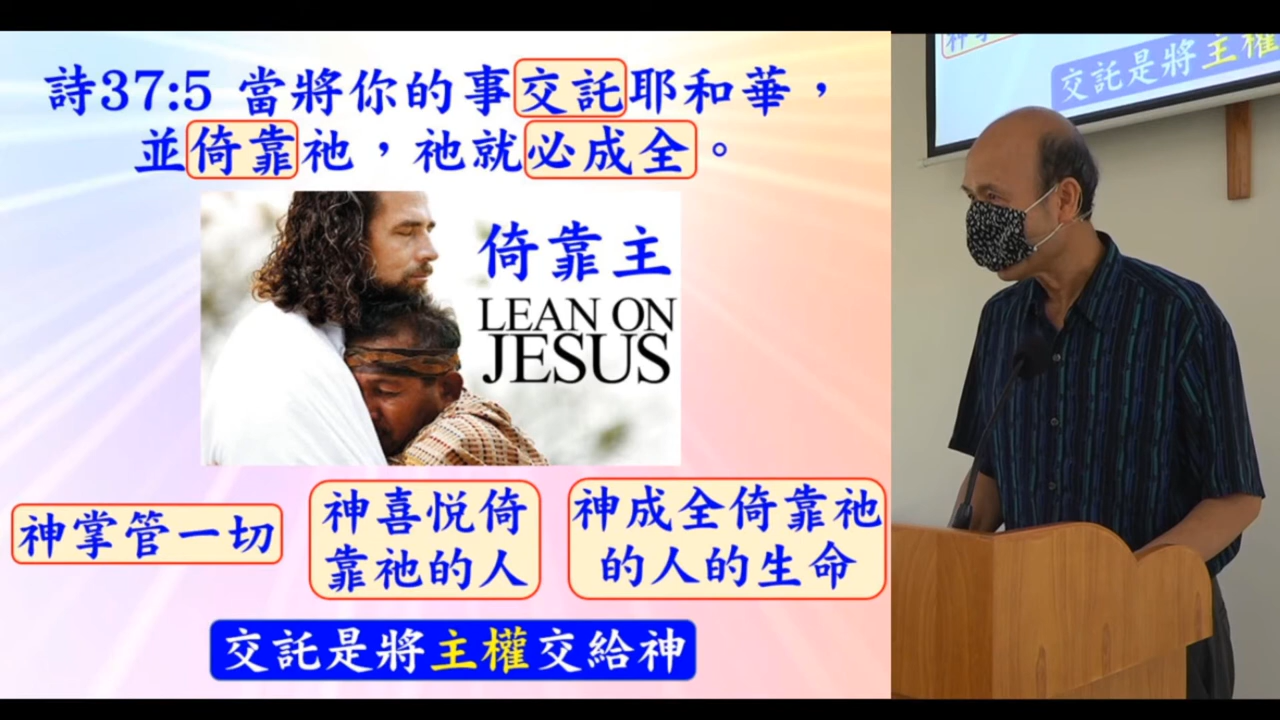 詩37:5 當將你的事交託耶和華，
並倚靠祂，祂就必成全。
倚靠主
LEAN ON
JESUS
神掌管一切
神喜悅倚
靠祂的人
神成全倚靠祂
的人的生命
交託是將主權交給神
交託是將主權